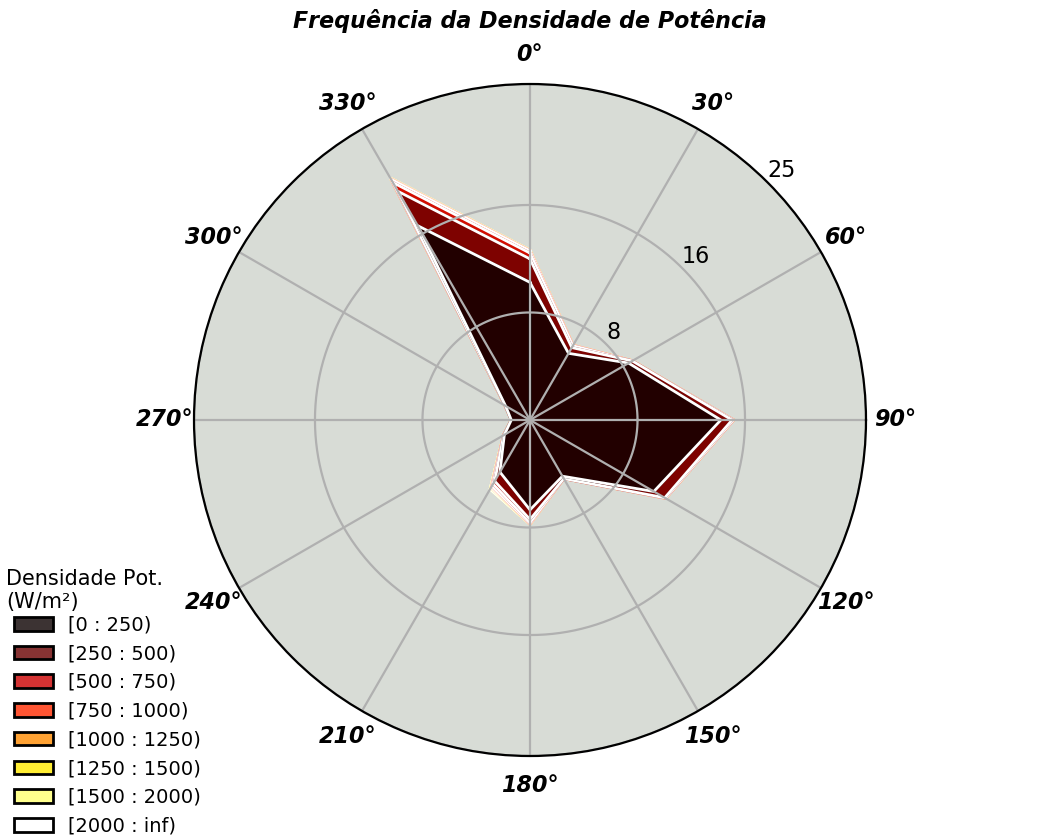 Frequência da Densidade de Potência
0°
330°
30°
25
300°
60°
16
8
270°
90°
240°
120°
210°
150°
180°
Densidade Pot.
(W/m²)
[0 : 250)
[250 : 500)
[500 : 750)
[750 : 1000)
[1000 : 1250)
[1250 : 1500)
[1500 : 2000)
[2000 : inf)